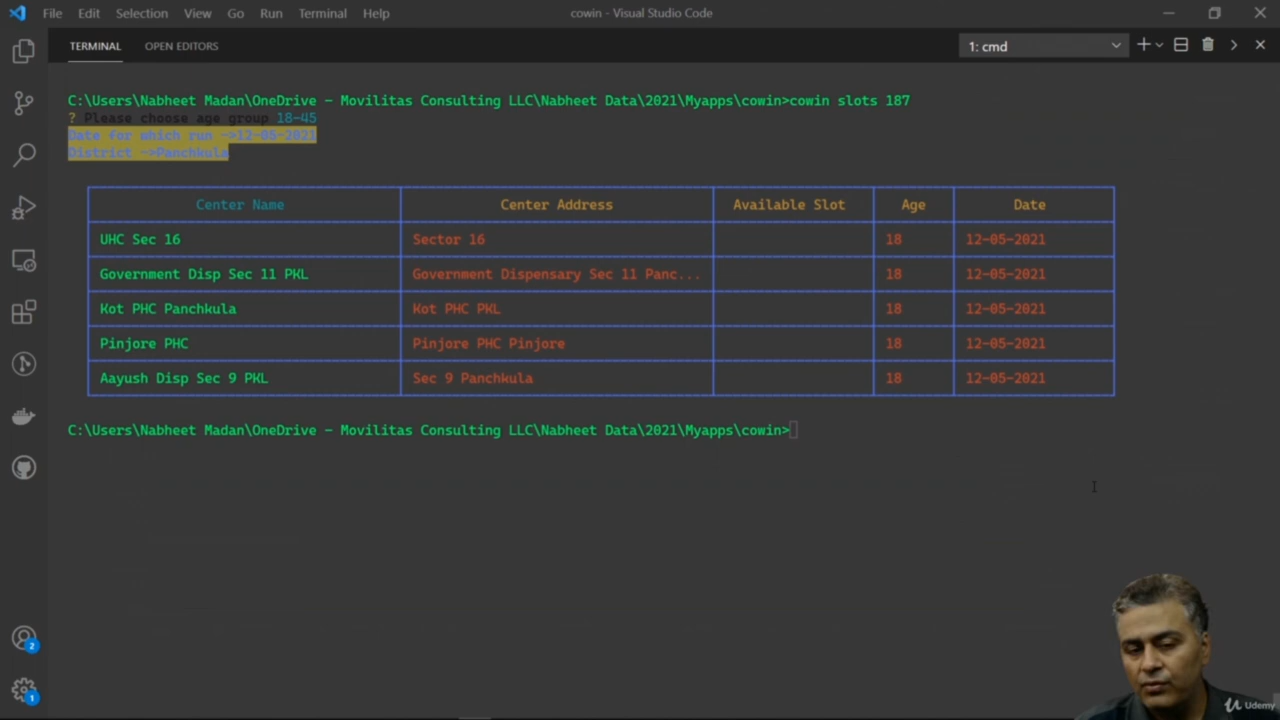 File Edit Selection View Go Run Terminal Help cowin - Visual Studio Code
TERMINAL OPEN EDITORS 1: cmd
C:\Users\Nabheet Madan\OneDrive - Movilitas Consulting LLC\Nabheet Data\2021\Myapps\cowin>cowin slots 187
? Please choose age group 18-45
Date for which run ->12-05-2021
District ->Panchkula
Center Name Center Address Available Slot Age Date
UHC Sec 16 Sector 16 18 12-05-2021
Government Disp Sec 11 PKL Government Dispensary Sec 11 Panc... 18 12-05-2021
Kot PHC Panchkula Kot PHC PKL 18 12-05-2021
Pinjore PHC Pinjore PHC Pinjore 18 12-05-2021
Aayush Disp Sec 9 PKL Sec 9 Panchkula 18 12-05-2021
C:\Users\Nabheet Madan\OneDrive - Movilitas Consulting LLC\Nabheet Data\2021\Myapps\cowin>
2
1
Udemy